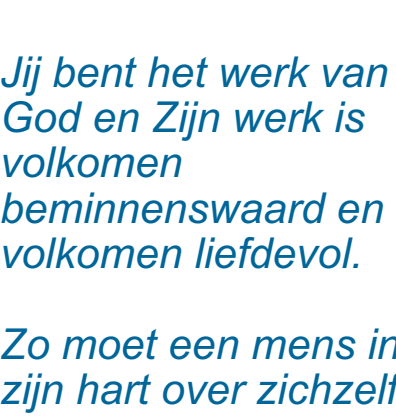 Jij bent het werk van
God en Zijn werk is
volkomen
beminnenswaard en
volkomen liefdevol.
Zo moet een mens in
zijn hart over zichzelf